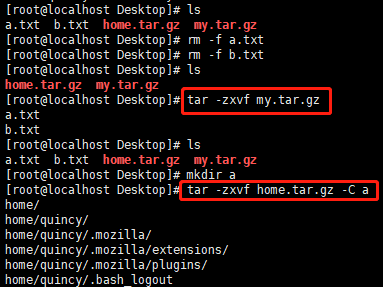 [root@localhost Desktop]# ls
a.txt  b.txt  home.tar.gz  my.tar.gz
[root@localhost Desktop]# rm -f a.txt
[root@localhost Desktop]# rm -f b.txt
[root@localhost Desktop]# ls
home.tar.gz  my.tar.gz
[root@localhost Desktop]# tar -zxvf my.tar.gz
a.txt
b.txt
[root@localhost Desktop]# ls
a.txt  b.txt  home.tar.gz  my.tar.gz
[root@localhost Desktop]# mkdir a
[root@localhost Desktop]# tar -zxvf home.tar.gz -C a
home/
home/quincy/
home/quincy/.mozilla/
home/quincy/.mozilla/extensions/
home/quincy/.mozilla/plugins/
home/quincy/.bash_logout